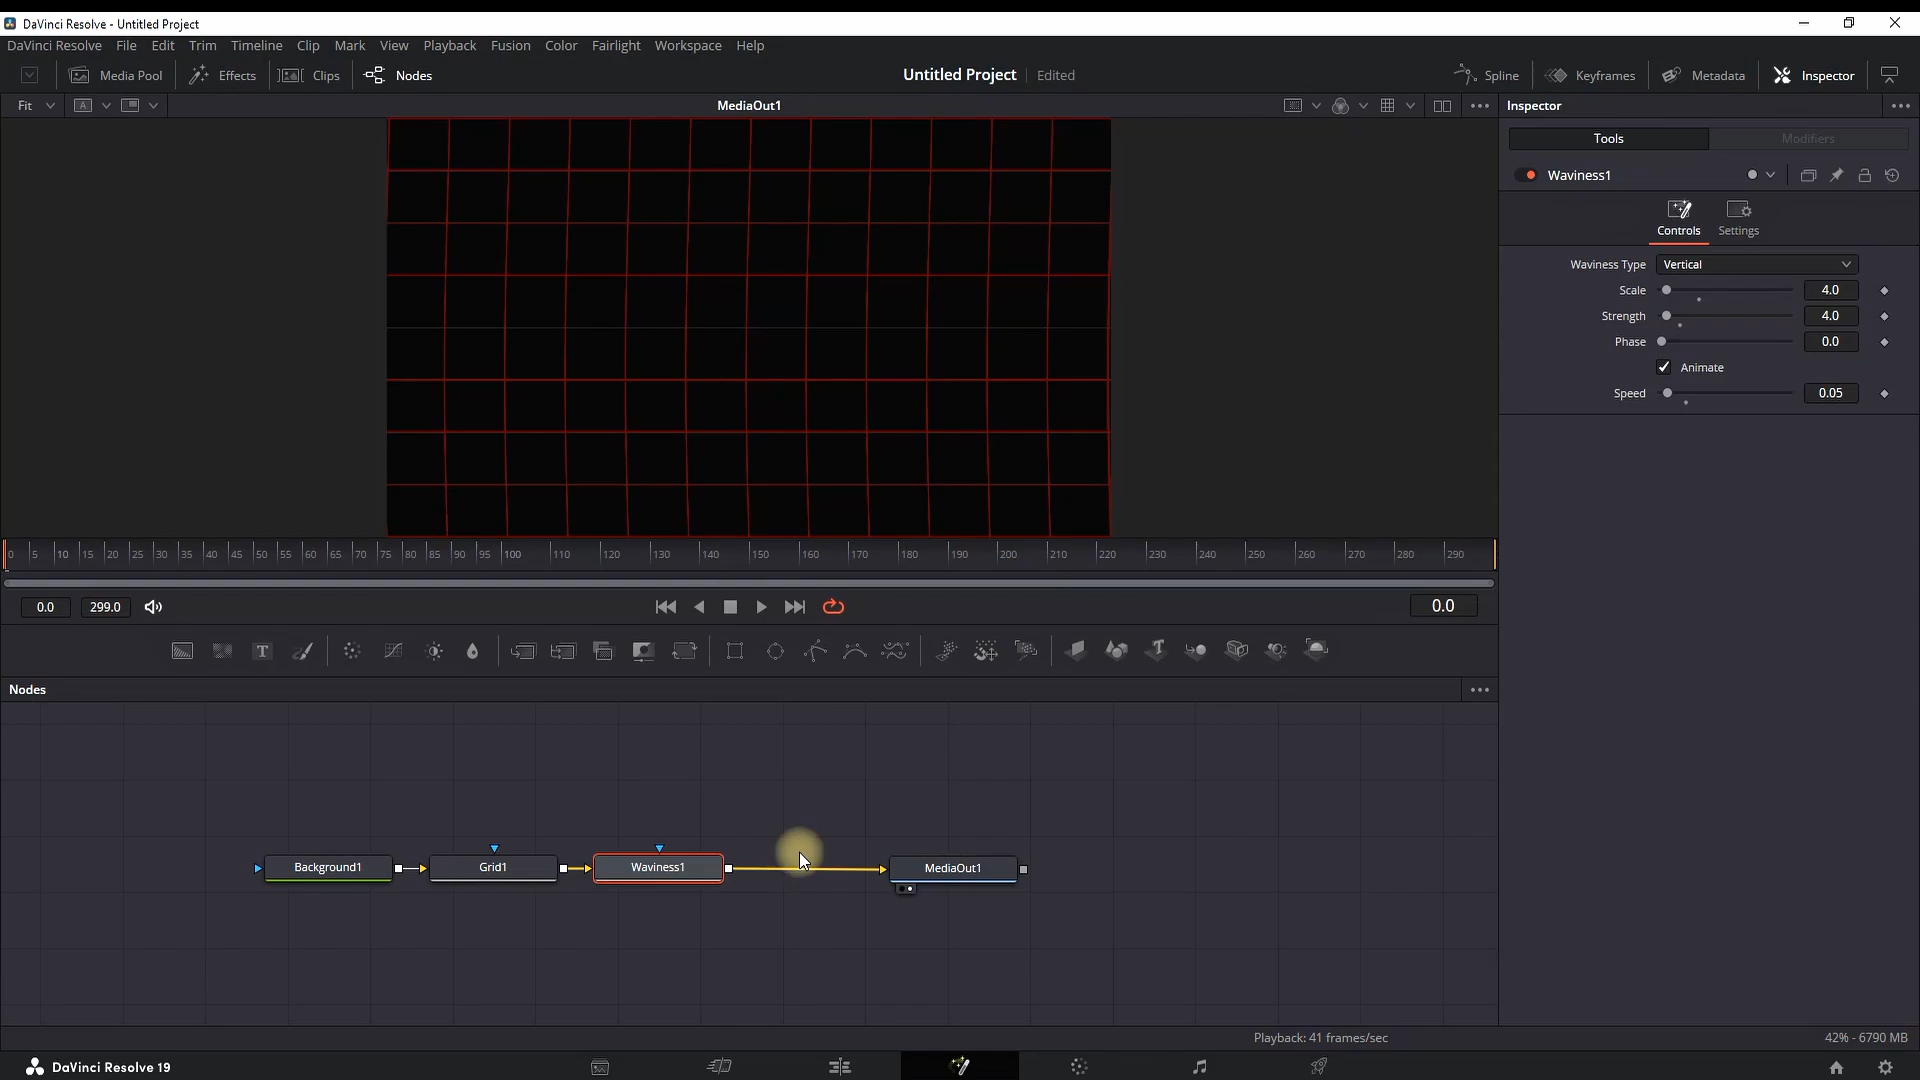 DaVinci Resolve - Untitled Project
DaVinci Resolve File Edit Trim Timeline Clip Mark View Playback Fusion Color Fairlight Workspace Help
Media Pool Effects Clips Nodes Untitled Project Edited Spline Keyframes Metadata Inspector
Fit A MediaOut1 Inspector
Tools Modifiers
Waviness1
Controls Settings
Waviness Type Vertical
Scale 4.0
Strength 4.0
Phase 0.0
Animate
Speed 0.05
0 5 10 15 20 25 30 35 40 45 50 55 60 65 70 75 80 85 90 95 100 110 120 130 140 150 160 170 180 190 200 210 220 230 240 250 260 270 280 290
0.0 299.0 0.0
T T
Nodes
Background1 Grid1 Waviness1 MediaOut1
Playback: 41 frames/sec 42% - 6790 MB
DaVinci Resolve 19